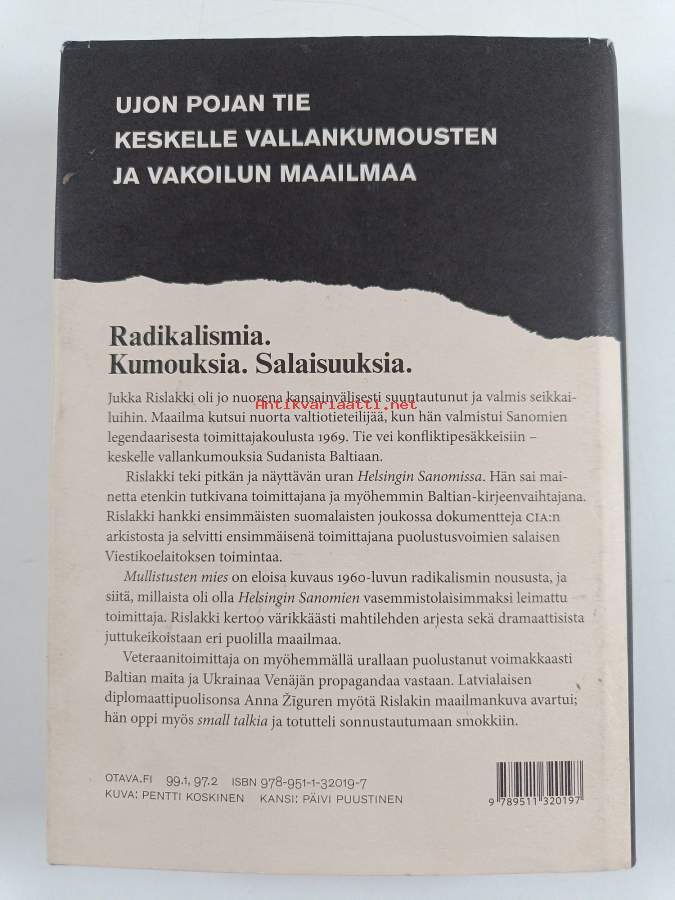 UJON POJAN TIE
KESKELLE VALLANKUMOUSTEN
JA VAKOILUN MAAILMAA
Radikalismia.
Kumouksia. Salaisuuksia.
Jukka Rislakki oli jo nuorena kansainvälisesti suuntautunut ja valmis seikkai-
Antikvariaatti.net
luihin. Maailma kutsui nuorta valtiotieteilijää, kun hän valmistui Sanomien
legendaarisesta toimittajakoulusta 1969. Tie vei konfliktipesäkkeisiin –
keskelle vallankumouksia Sudanista Baltiaan.
Rislakki teki pitkän ja näyttävän uran Helsingin Sanomissa. Hän sai mai-
netta etenkin tutkivana toimittajana ja myöhemmin Baltian-kirjeenvaihtajana.
Rislakki hankki ensimmäisten suomalaisten joukossa dokumentteja CIA:n
arkistosta ja selvitti ensimmäisenä toimittajana puolustusvoimien salaisen
Viestikoelaitoksen toimintaa.
Mullistusten mies on eloisa kuvaus 1960-luvun radikalismin noususta, ja
siitä, millaista oli olla Helsingin Sanomien vasemmistolaisimmaksi leimattu
toimittaja. Rislakki kertoo värikkäästi mahtilehden arjesta sekä dramaattisista
juttukeikoistaan eri puolilla maailmaa.
Veteraanitoimittaja on myöhemmällä urallaan puolustanut voimakkaasti
Baltian maita ja Ukrainaa Venäjän propagandaa vastaan. Latvialaisen
diplomaattipuolisonsa Anna Žīguren myötä Rislakin maailmankuva avartui;
hän oppi myös small talkia ja totutteli sonnustautumaan smokkiin.
OTAVA.FI 99.1, 97.2 ISBN 978-951-1-32019-7
KUVA: PENTTI KOSKINEN KANSI: PÄIVI PUUSTINEN
9 789511 320197